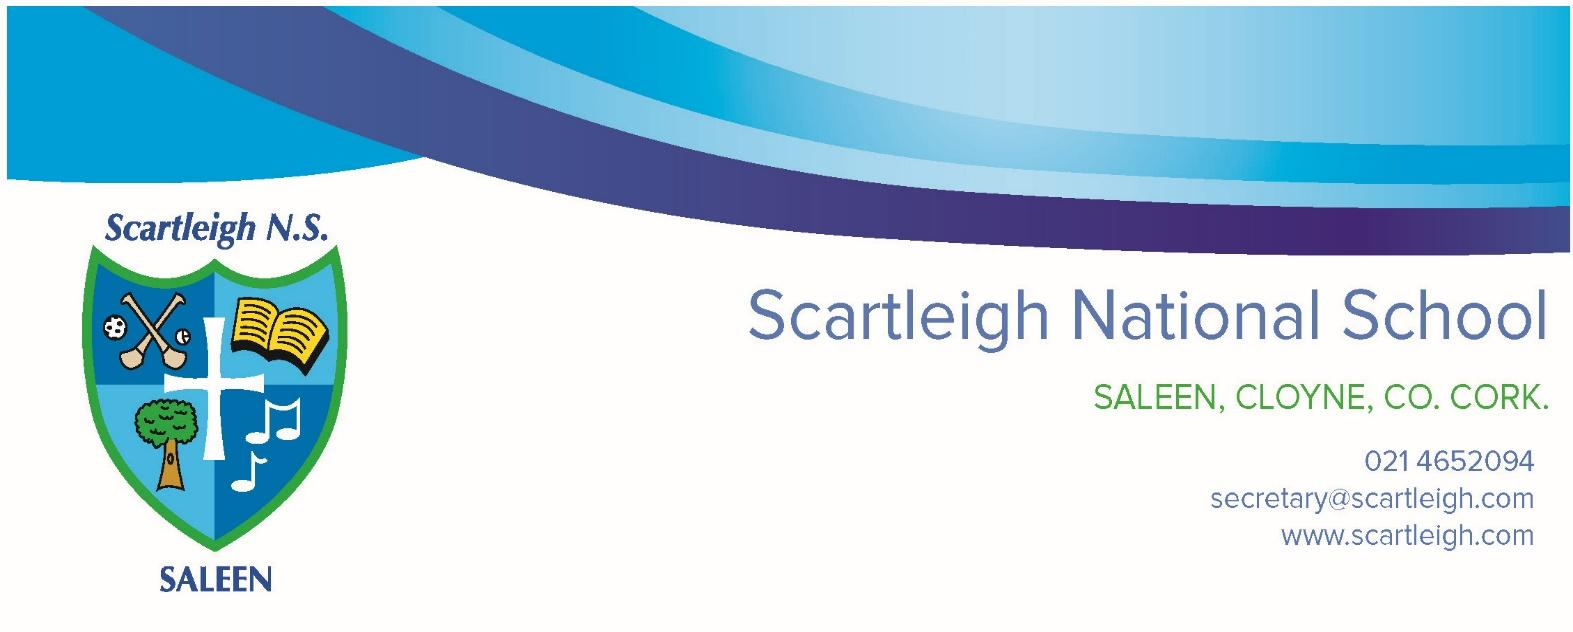 Scartleigh N.S.
SALEEN
Scartleigh National School
SALEEN, CLOYNE, CO. CORK.
021 4652094
secretary@scartleigh.com
www.scartleigh.com